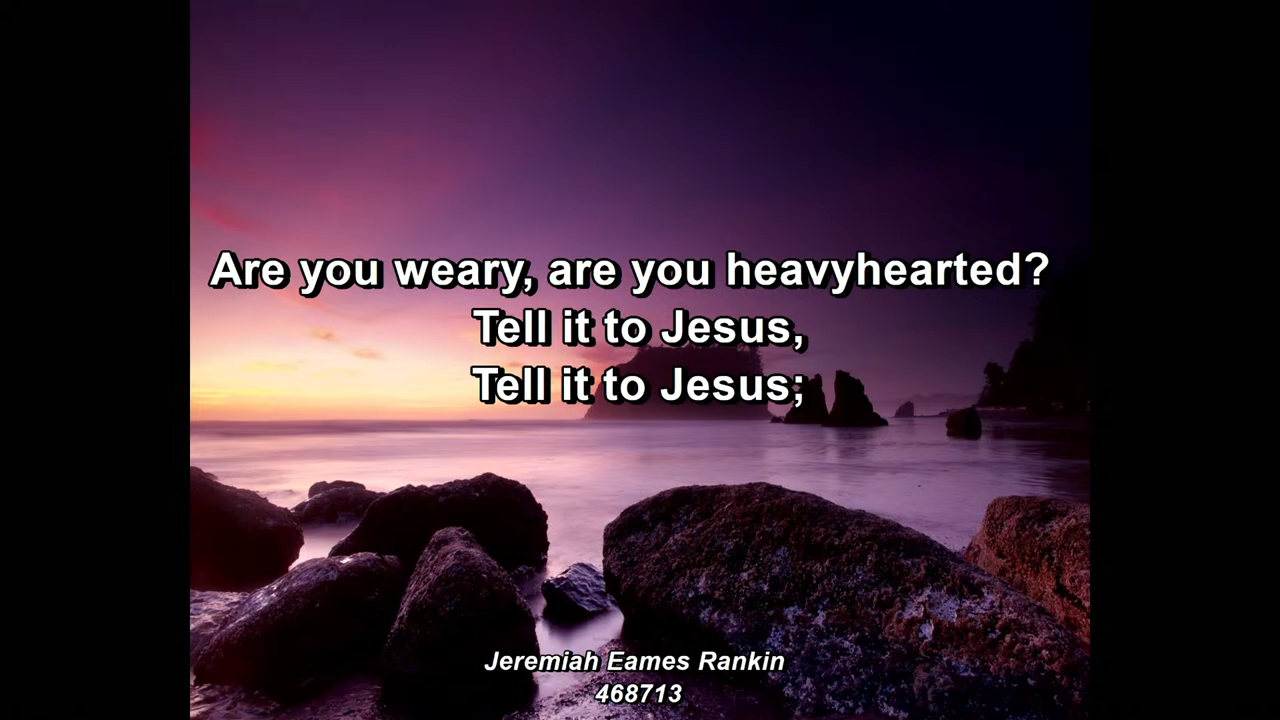 Are you weary, are you heavyhearted?
Tell it to Jesus,
Tell it to Jesus;
Jeremiah Eames Rankin
468713